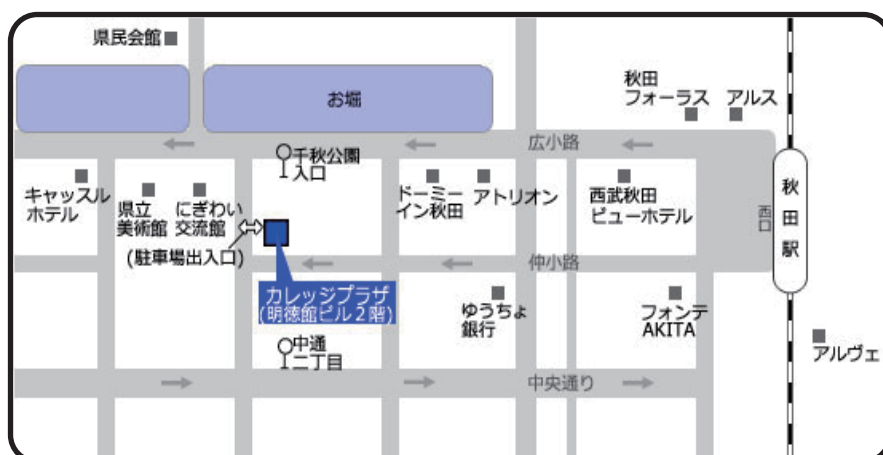 県民会館
お堀
秋田
フォーラス
アルス
広小路
千秋公園
入口
キャッスル
ホテル
県立
美術館
にぎわい
交流館
(駐車場出入口)
ドーミー
イン秋田
アトリオン
西武秋田
ビューホテル
西口
秋田駅
仲小路
カレッジプラザ
(明徳館ビル2階)
ゆうちょ
銀行
フォンテ
AKITA
アルヴェ
中通
二丁目
中央通り